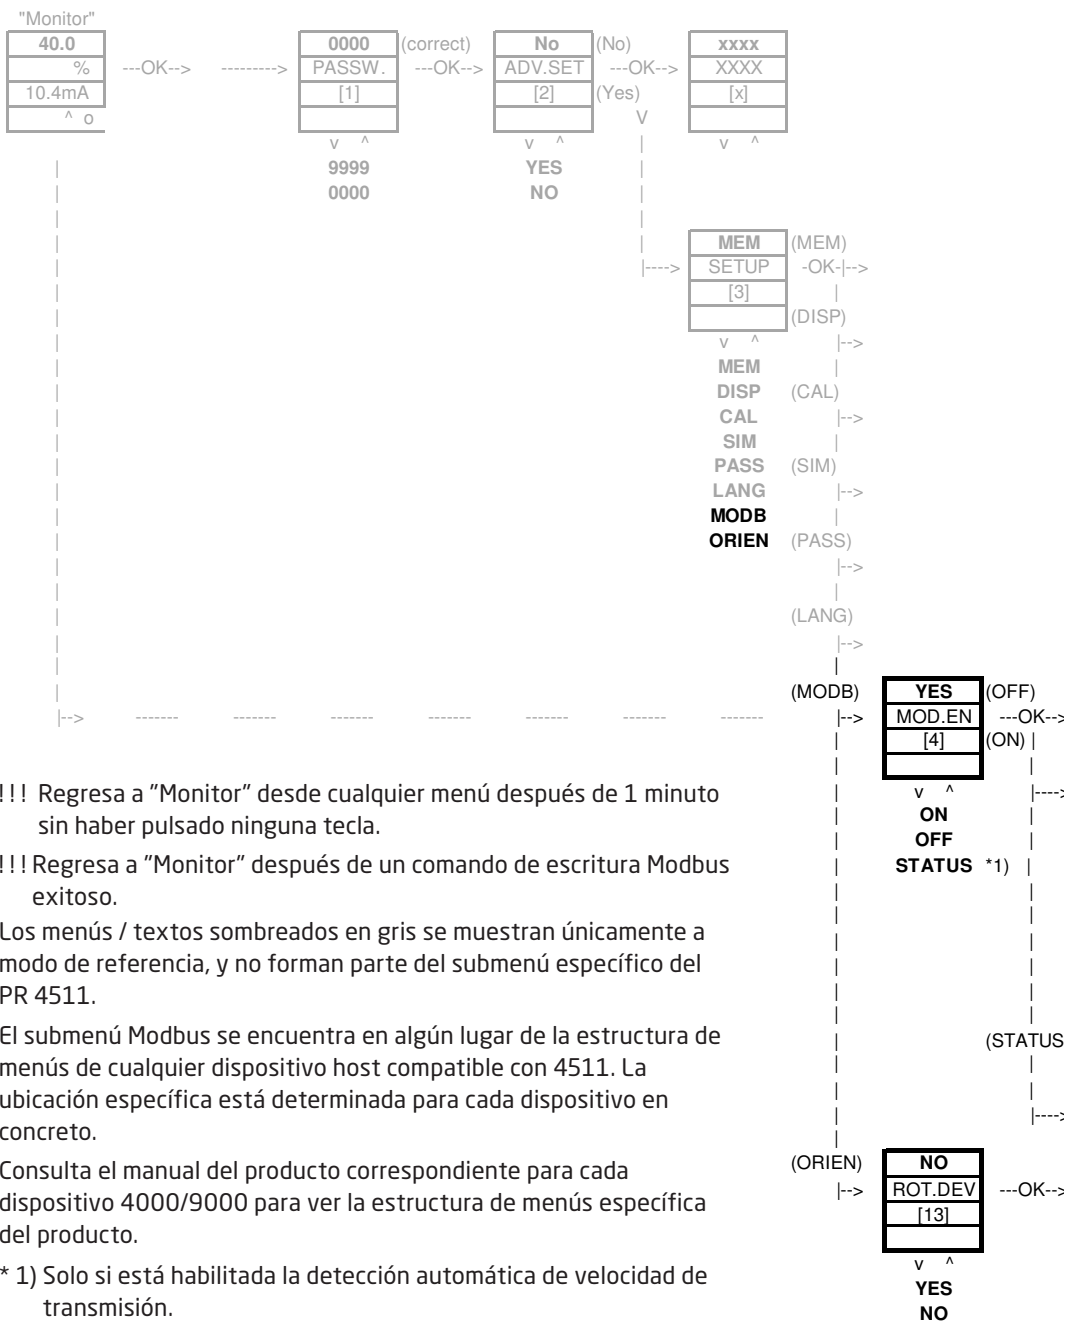 "Monitor"
40.0 0000 (correct) No (No) xxxx
% ---OK--> ---------> PASSW. ---OK--> ADV.SET ---OK--> XXXX
10.4mA [1] [2] (Yes) [x]
^ o V
v ^ v ^ | v ^
| 9999 YES |
| 0000 NO |
| |
| | MEM (MEM)
| |----> SETUP -OK-|-->
| [3] |
| (DISP)
| v ^ |-->
| MEM |
| DISP (CAL)
| CAL |-->
| SIM |
| PASS (SIM)
| LANG |-->
| MODB |
| ORIEN (PASS)
| |-->
| |
| (LANG)
| |-->
| |
| (MODB) YES (OFF)
|--> ------- ------- ------- ------- ------- ------- ------- |--> MOD.EN ---OK-->
| [4] (ON) |
|
| v ^ |---->
| ON |
| OFF |
| STATUS *1) |
!!! Regresa a "Monitor" desde cualquier menú después de 1 minuto
sin haber pulsado ninguna tecla.
!!! Regresa a "Monitor" después de un comando de escritura Modbus
exitoso.
Los menús / textos sombreados en gris se muestran únicamente a
modo de referencia, y no forman parte del submenú específico del
PR 4511.
El submenú Modbus se encuentra en algún lugar de la estructura de
menús de cualquier dispositivo host compatible con 4511. La
ubicación específica está determinada para cada dispositivo en
concreto.
Consulta el manual del producto correspondiente para cada
dispositivo 4000/9000 para ver la estructura de menús específica
del producto.
* 1) Solo si está habilitada la detección automática de velocidad de
transmisión.
| (STATUS
| |
| |---->
(ORIEN) NO
|--> ROT.DEV ---OK-->
[13]
v ^
YES
NO